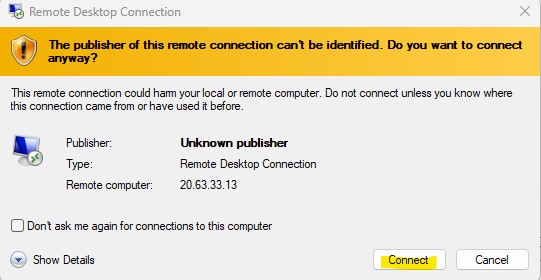 Remote Desktop Connection
The publisher of this remote connection can't be identified. Do you want to connect
anyway?
This remote connection could harm your local or remote computer. Do not connect unless you know where
this connection came from or have used it before.
Publisher: Unknown publisher
Type: Remote Desktop Connection
Remote computer: 20.63.33.13
Don't ask me again for connections to this computer
Show Details Connect Cancel